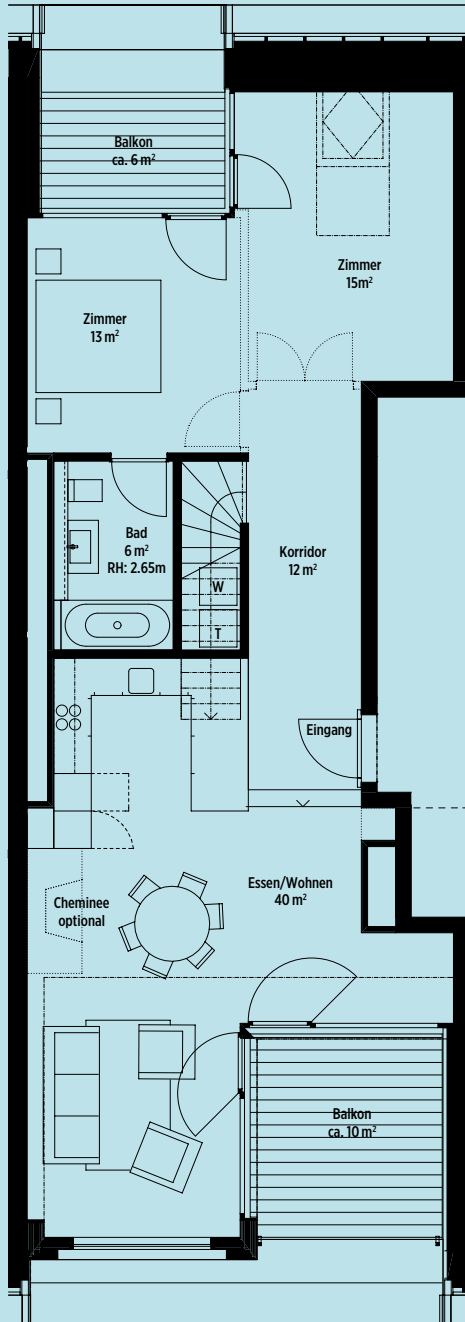 Balkon
ca. 6 m²
Zimmer
15m²
Zimmer
13 m²
Bad
6 m²
RH: 2.65m
Korridor
12 m²
W
T
Eingang
Essen/Wohnen
40 m²
Cheminee
optional
Balkon
ca. 10 m²